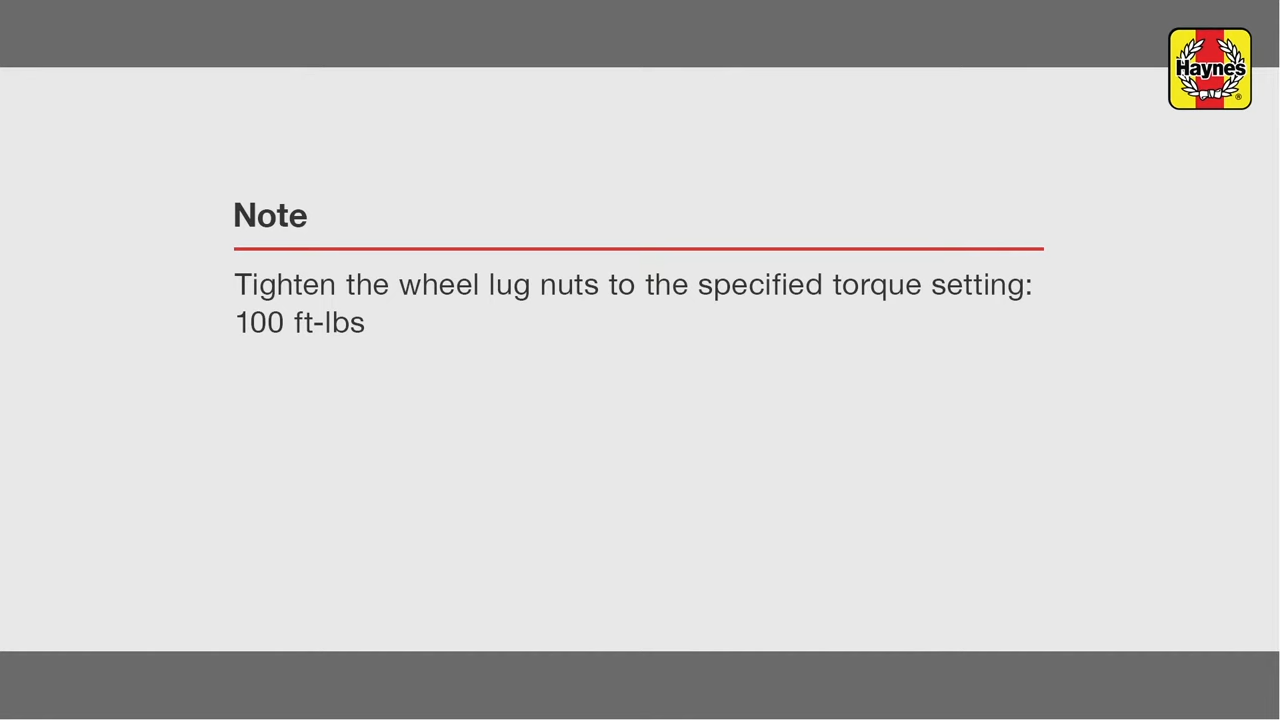 Haynes
Note
Tighten the wheel lug nuts to the specified torque setting:
100 ft-lbs